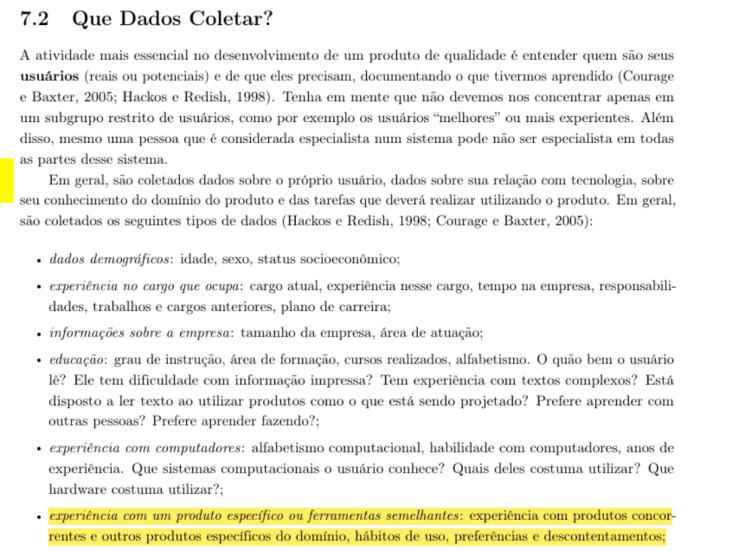 7.2 Que Dados Coletar?
A atividade mais essencial no desenvolvimento de um produto de qualidade é entender quem são seus
usuários (reais ou potenciais) e de que eles precisam, documentando o que tivermos aprendido (Courage
e Baxter, 2005; Hackos e Redish, 1998). Tenha em mente que não devemos nos concentrar apenas em
um subgrupo restrito de usuários, como por exemplo os usuários “melhores” ou mais experientes. Além
disso, mesmo uma pessoa que é considerada especialista num sistema pode não ser especialista em todas
as partes desse sistema.
Em geral, são coletados dados sobre o próprio usuário, dados sobre sua relação com tecnologia, sobre
seu conhecimento do domínio do produto e das tarefas que deverá realizar utilizando o produto. Em geral,
são coletados os seguintes tipos de dados (Hackos e Redish, 1998; Courage e Baxter, 2005):
• dados demográficos: idade, sexo, status socioeconômico;
• experiência no cargo que ocupa: cargo atual, experiência nesse cargo, tempo na empresa, responsabili-
dades, trabalhos e cargos anteriores, plano de carreira;
• informações sobre a empresa: tamanho da empresa, área de atuação;
• educação: grau de instrução, área de formação, cursos realizados, alfabetismo. O quão bem o usuário
lê? Ele tem dificuldade com informação impressa? Tem experiência com textos complexos? Está
disposto a ler texto ao utilizar produtos como o que está sendo projetado? Prefere aprender com
outras pessoas? Prefere aprender fazendo?;
• experiência com computadores: alfabetismo computacional, habilidade com computadores, anos de
experiência. Que sistemas computacionais o usuário conhece? Quais deles costuma utilizar? Que
hardware costuma utilizar?;
• experiência com um produto específico ou ferramentas semelhantes: experiência com produtos concor-
rentes e outros produtos específicos do domínio, hábitos de uso, preferências e descontentamentos;